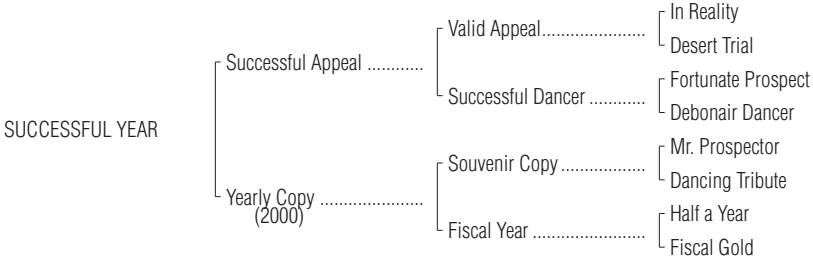 In Reality
Valid Appeal......................
Desert Trial
Successful Appeal ............
Fortunate Prospect
Successful Dancer ............
Debonair Dancer
SUCCESSFUL YEAR
Mr. Prospector
Souvenir Copy ..................
Dancing Tribute
Yearly Copy ......................
(2000)
Half a Year
Fiscal Year ........................
Fiscal Gold